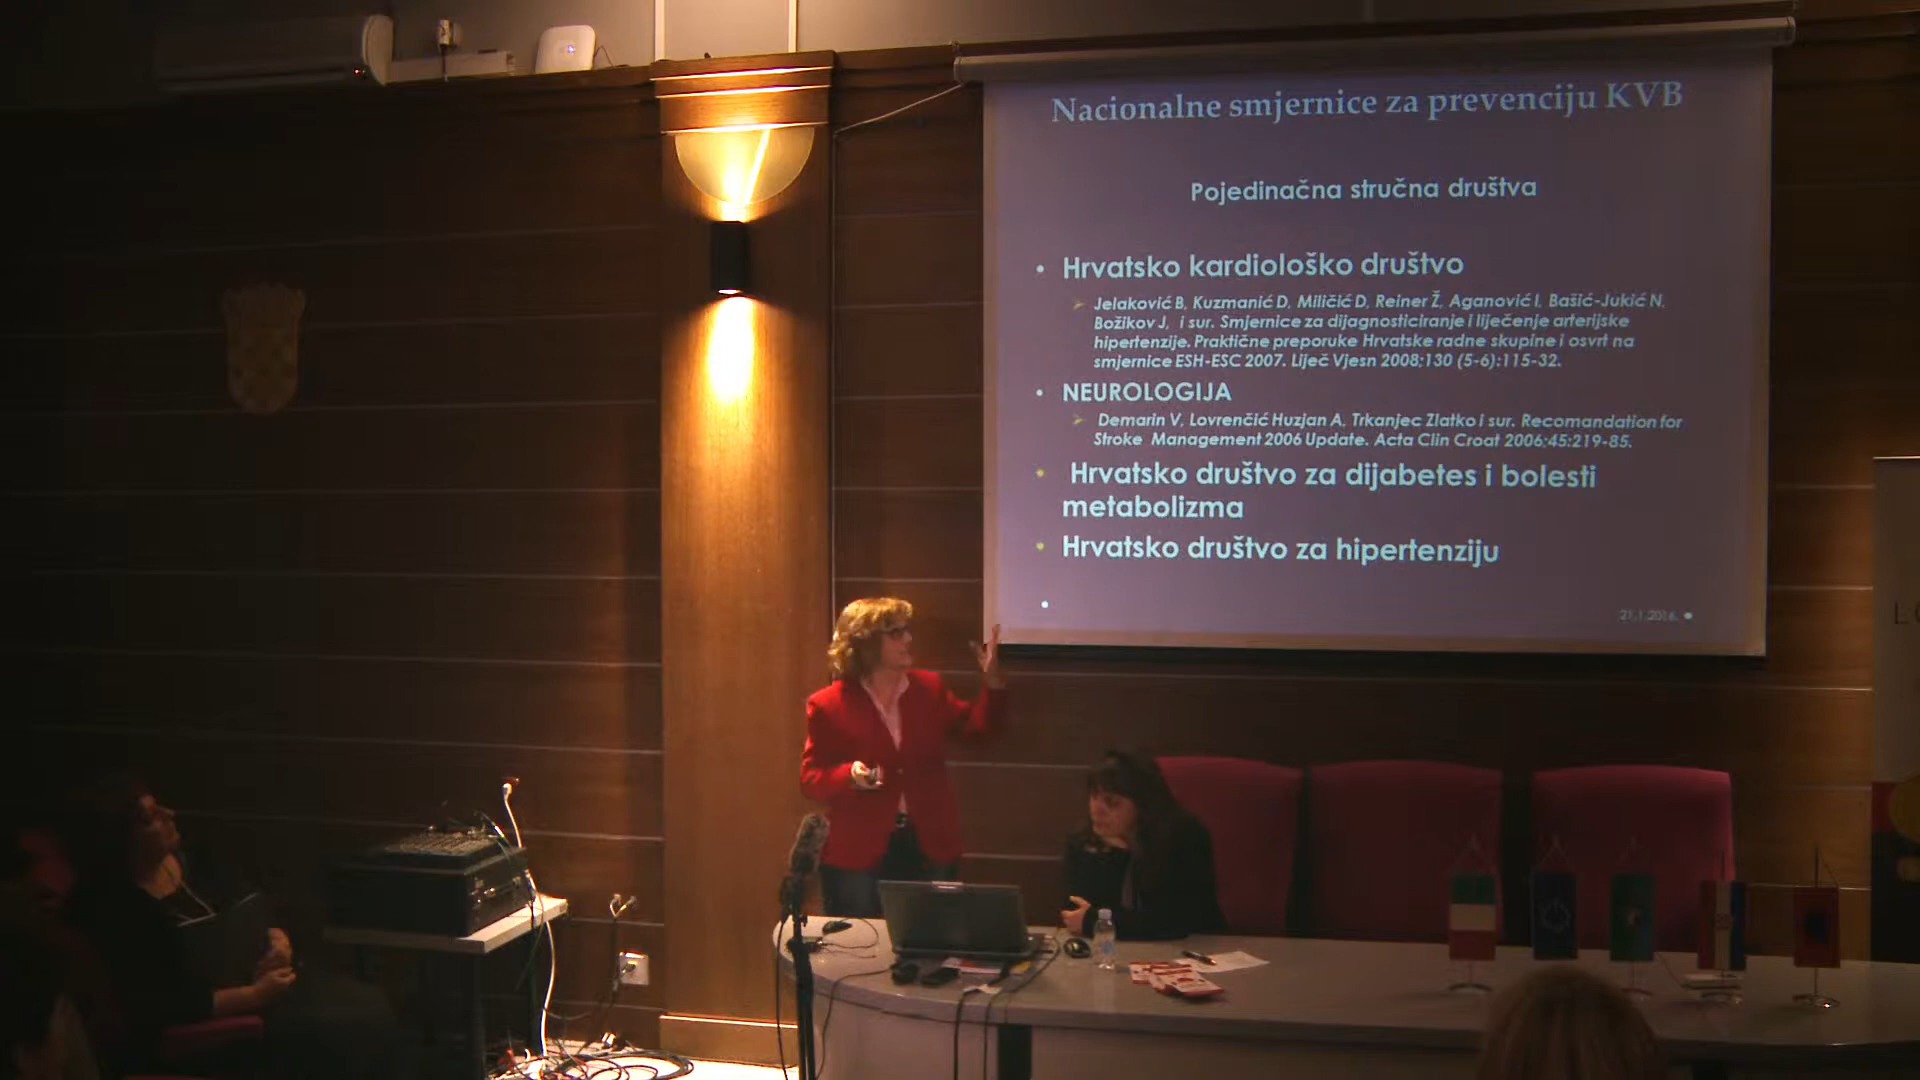 Nacionalne smjernice za prevenciju KVB
Pojedinačna stručna društva
• Hrvatsko kardiološko društvo
Jelaković B, Kuzmanić D, Miličić D, Reiner Ž, Aganović I, Bašić-Jukić N,
Božikov J, i sur. Smjernice za dijagnosticiranje i liječenje arterijske
hipertenzije. Praktične preporuke Hrvatske radne skupine i osvrt na
smjernice ESH-ESC 2007. Liječ Vjesn 2008;130 (5-6):115-32.
• NEUROLOGIJA
Demarin V, Lovrenčić Huzjan A, Trkanjec Zlatko i sur. Recomandation for
Stroke Management 2006 Update. Acta Clin Croat 2006;45:219-85.
• Hrvatsko društvo za dijabetes i bolesti
metabolizma
• Hrvatsko društvo za hipertenziju
21.1.2016.